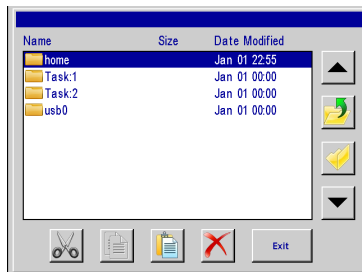 Name Size Date Modified
home Jan 01 22:55
Task:1 Jan 01 00:00
Task:2 Jan 01 00:00
usb0 Jan 01 00:00
Exit